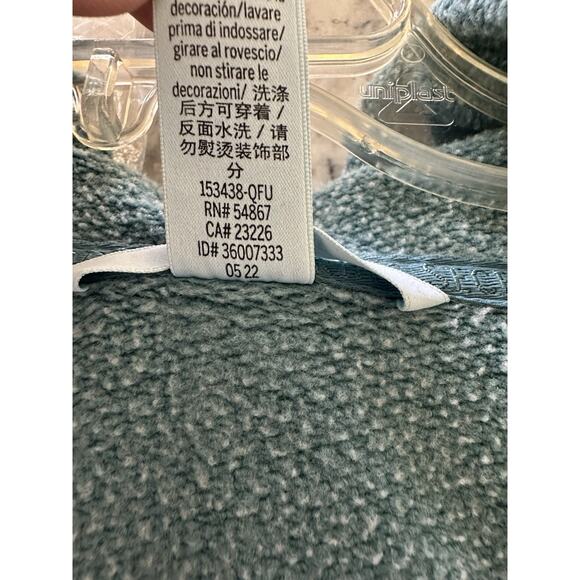 decoración/lavare
prima di indossare/
girare al rovescio/
non stirare le
decorazioni/ 洗涤
后方可穿着 /
反面水洗 / 请
勿熨烫装饰部
分
153438-QFU
RN# 54867
CA# 23226
ID# 36007333
05 22
uniplast